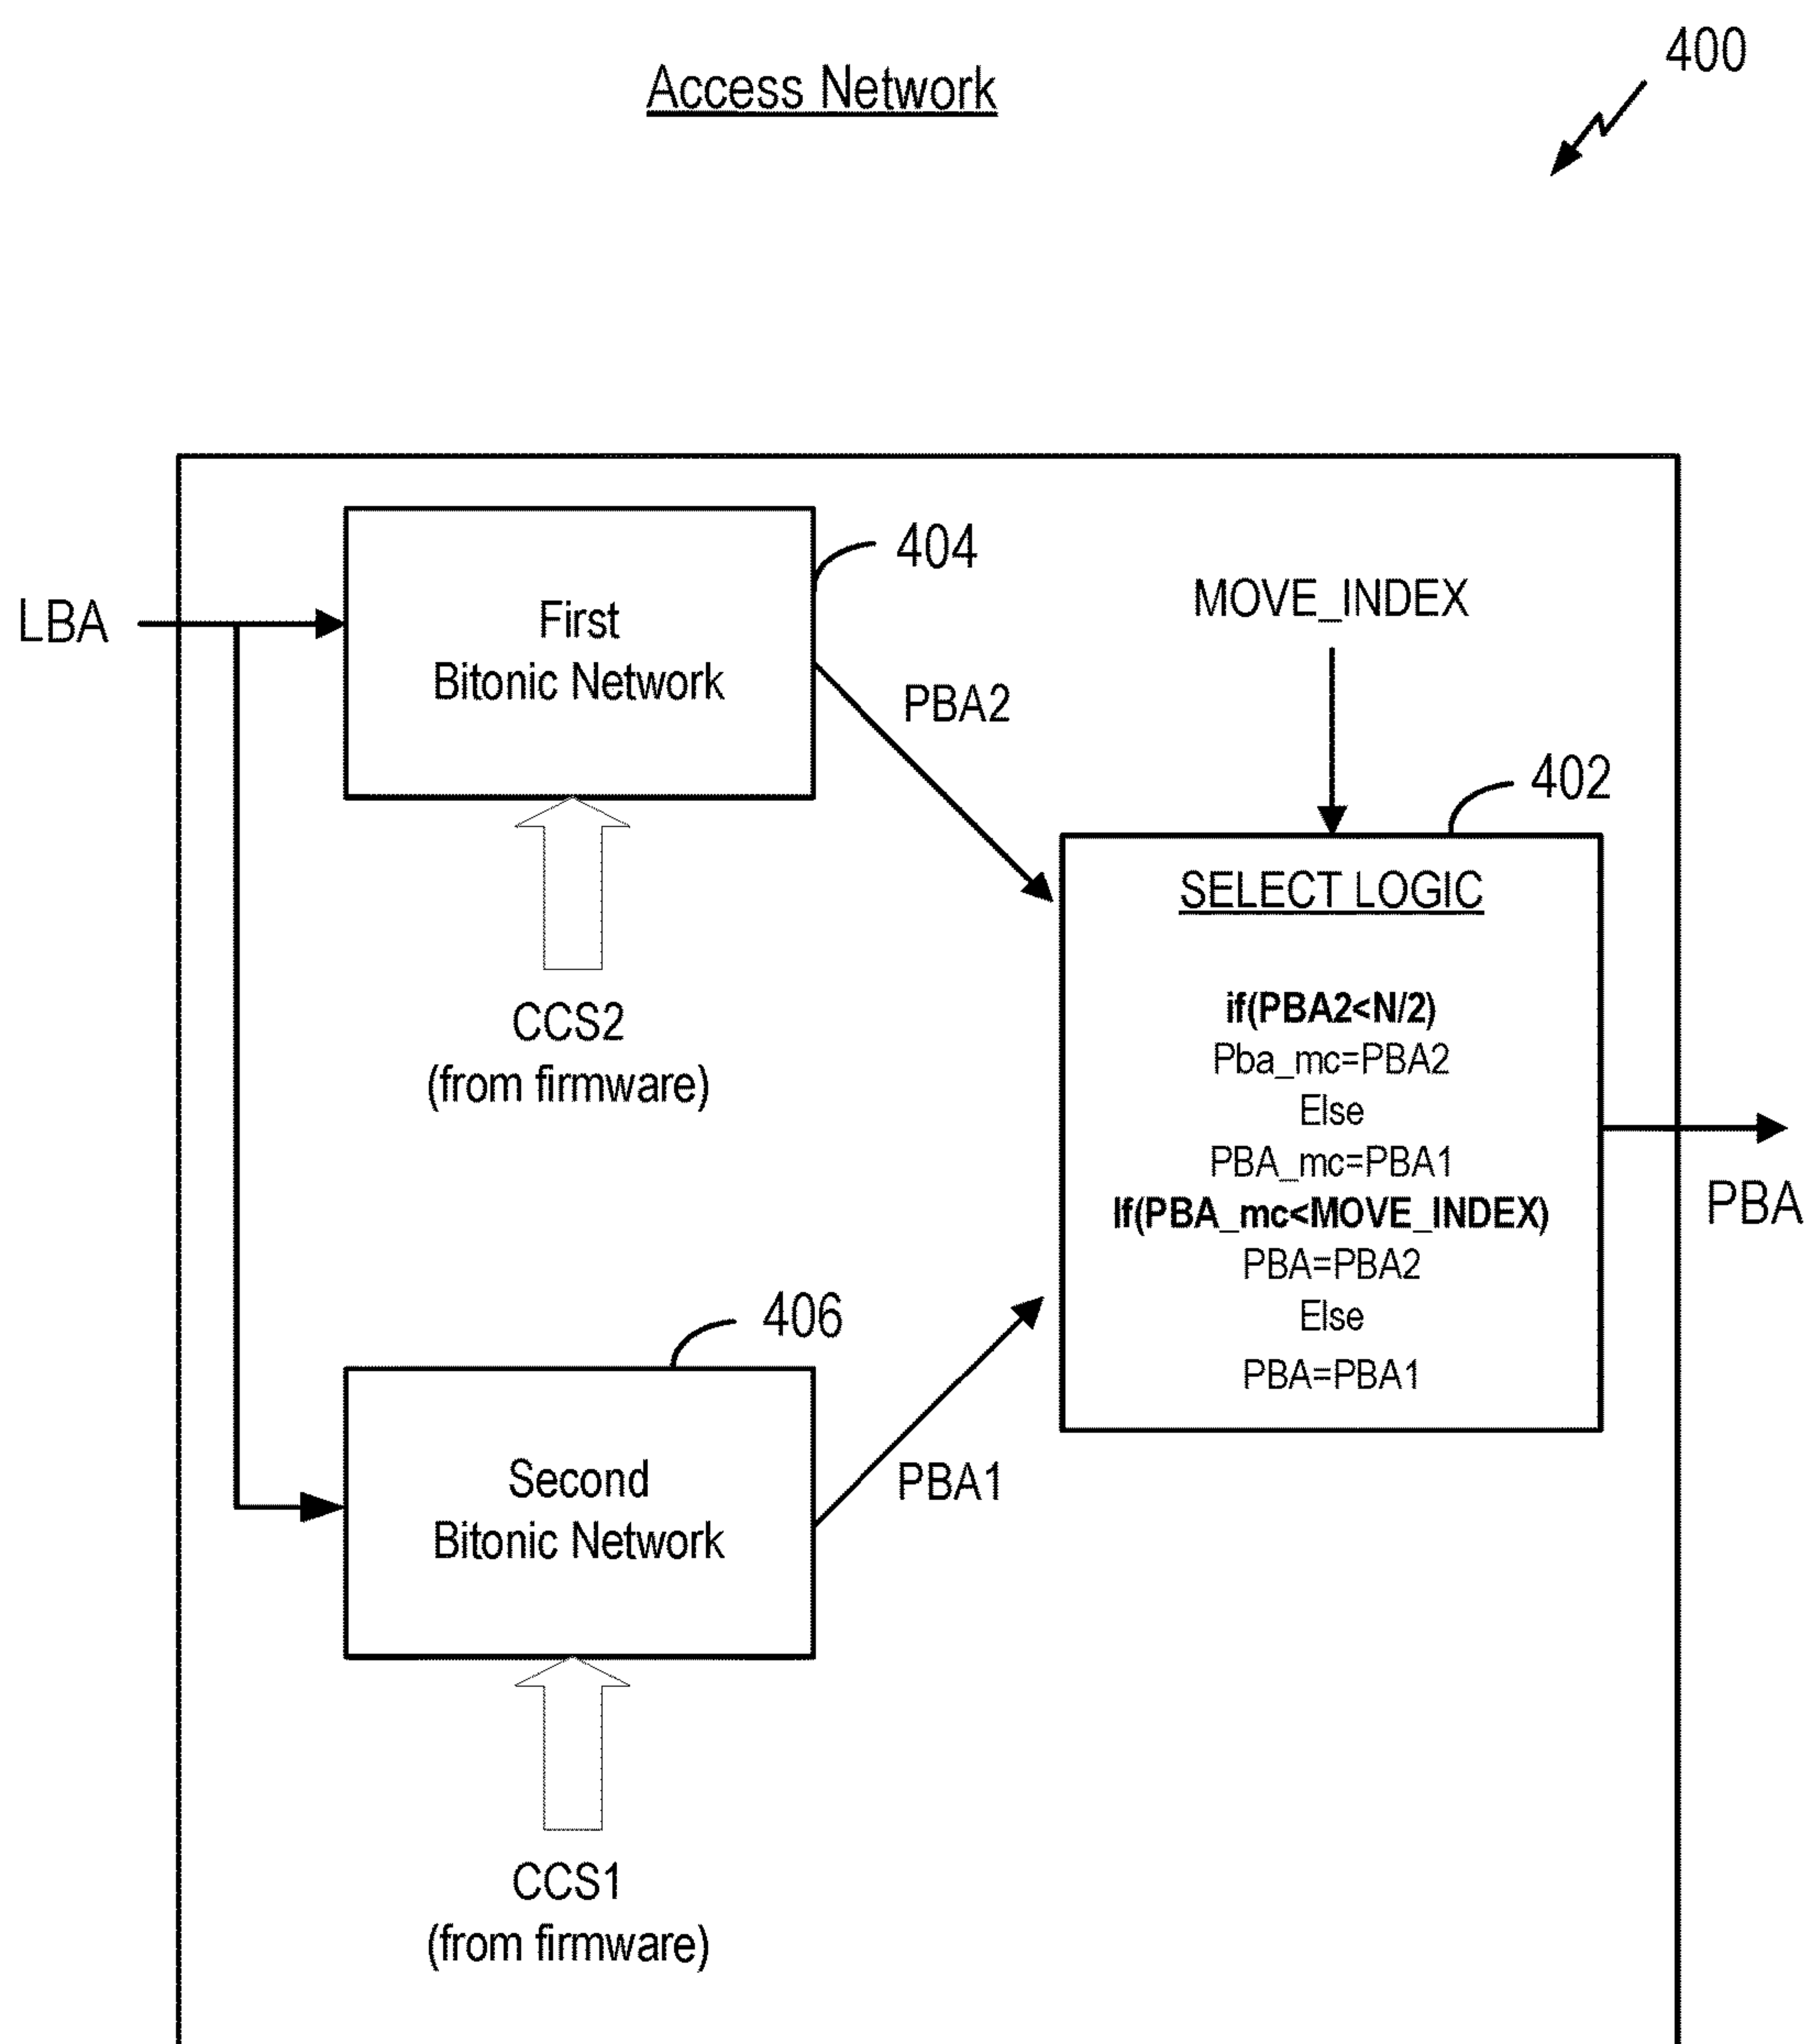 400
Access Network
404
LBA
First
Bitonic Network
MOVE_INDEX
PBA2
402
SELECT LOGIC
if(PBA2<N/2)
Pba_mc=PBA2
Else
PBA_mc=PBA1
If(PBA_mc<MOVE_INDEX)
PBA=PBA2
Else
PBA=PBA1
CCS2
(from firmware)
PBA
406
Second
Bitonic Network
PBA1
CCS1
(from firmware)